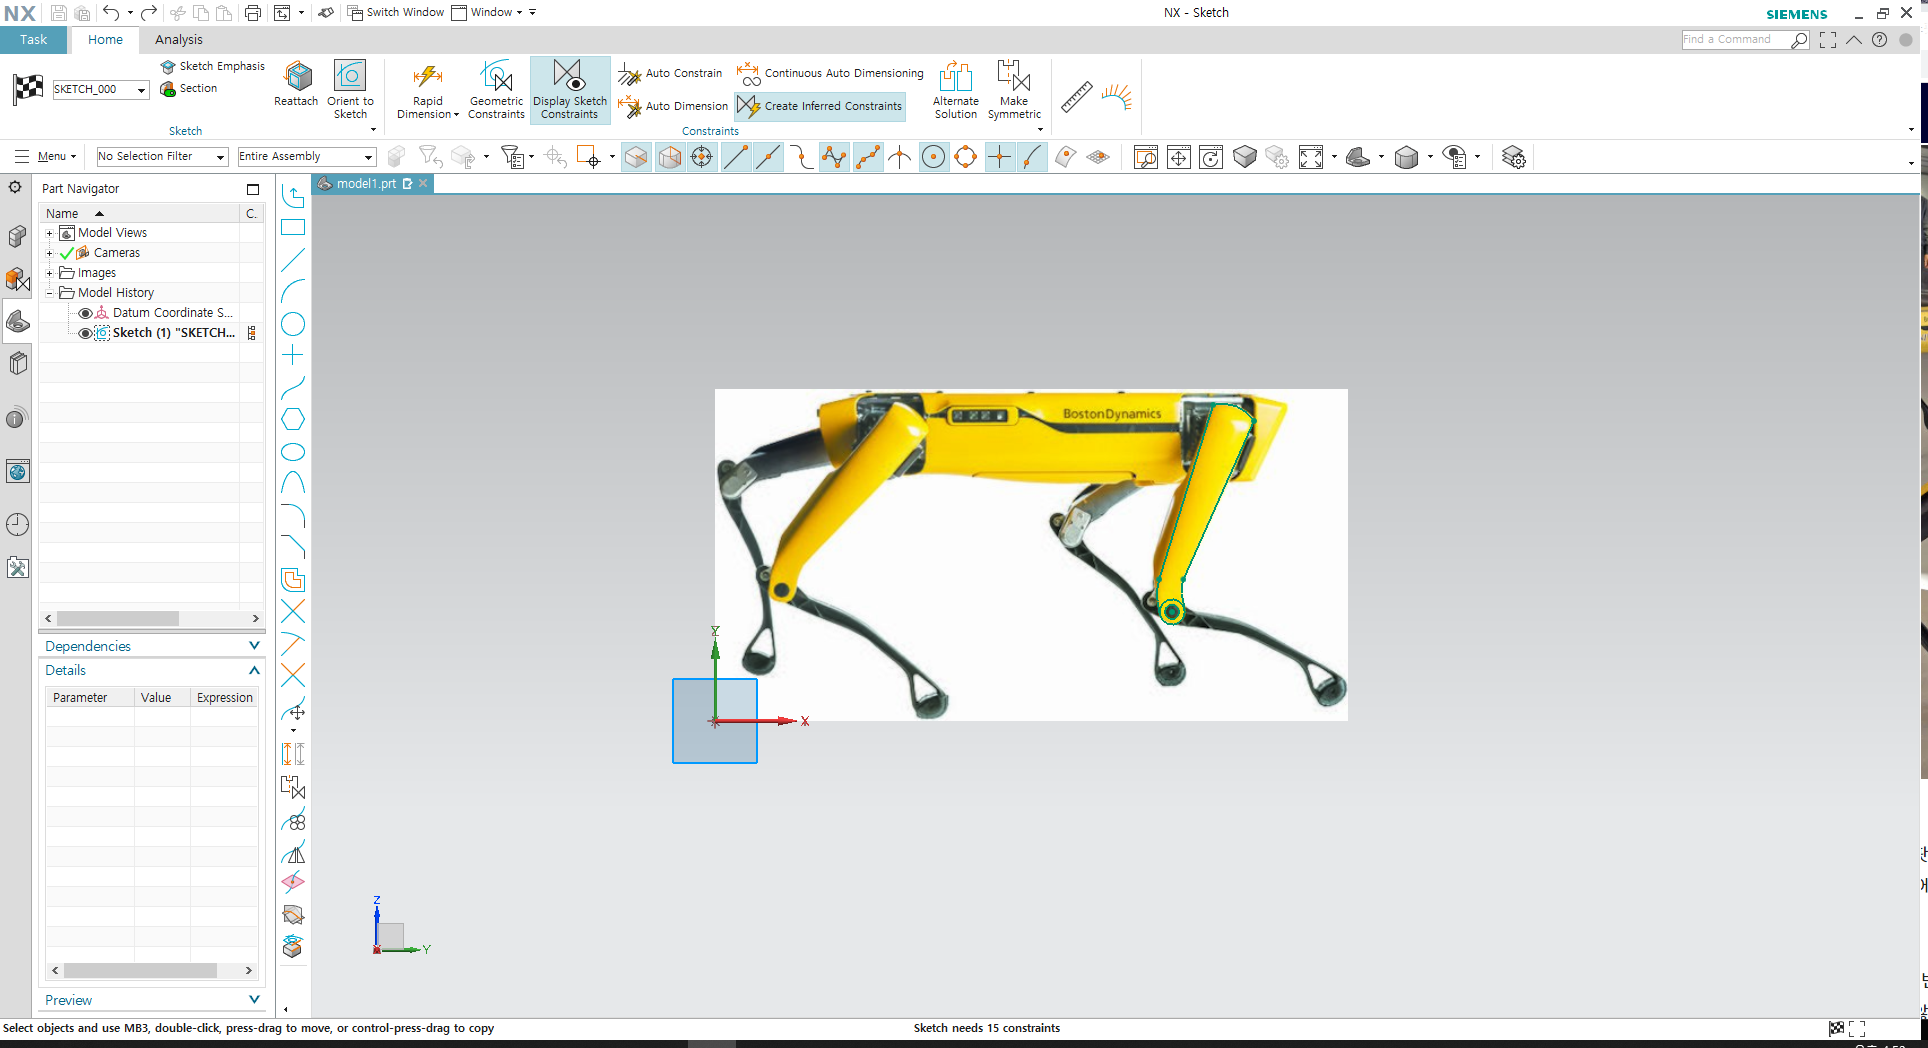 NX
Switch Window
Window
NX - Sketch
SIEMENS
Task
Home
Analysis
Find a Command
SKETCH_000
Sketch Emphasis
Section
Reattach
Orient to
Sketch
Sketch
Rapid
Dimension
Geometric
Constraints
Display Sketch
Constraints
Auto Constrain
Auto Dimension
Continuous Auto Dimensioning
Create Inferred Constraints
Alternate
Solution
Make
Symmetric
Constraints
Menu
No Selection Filter
Entire Assembly
Part Navigator
model1.prt
Name
C.
Model Views
Cameras
Images
Model History
Datum Coordinate S...
Sketch (1) "SKETCH...
BostonDynamics
Dependencies
Details
Parameter
Value
Expression
Y
X
Z
Y
Preview
Select objects and use MB3, double-click, press-drag to move, or control-press-drag to copy
Sketch needs 15 constraints